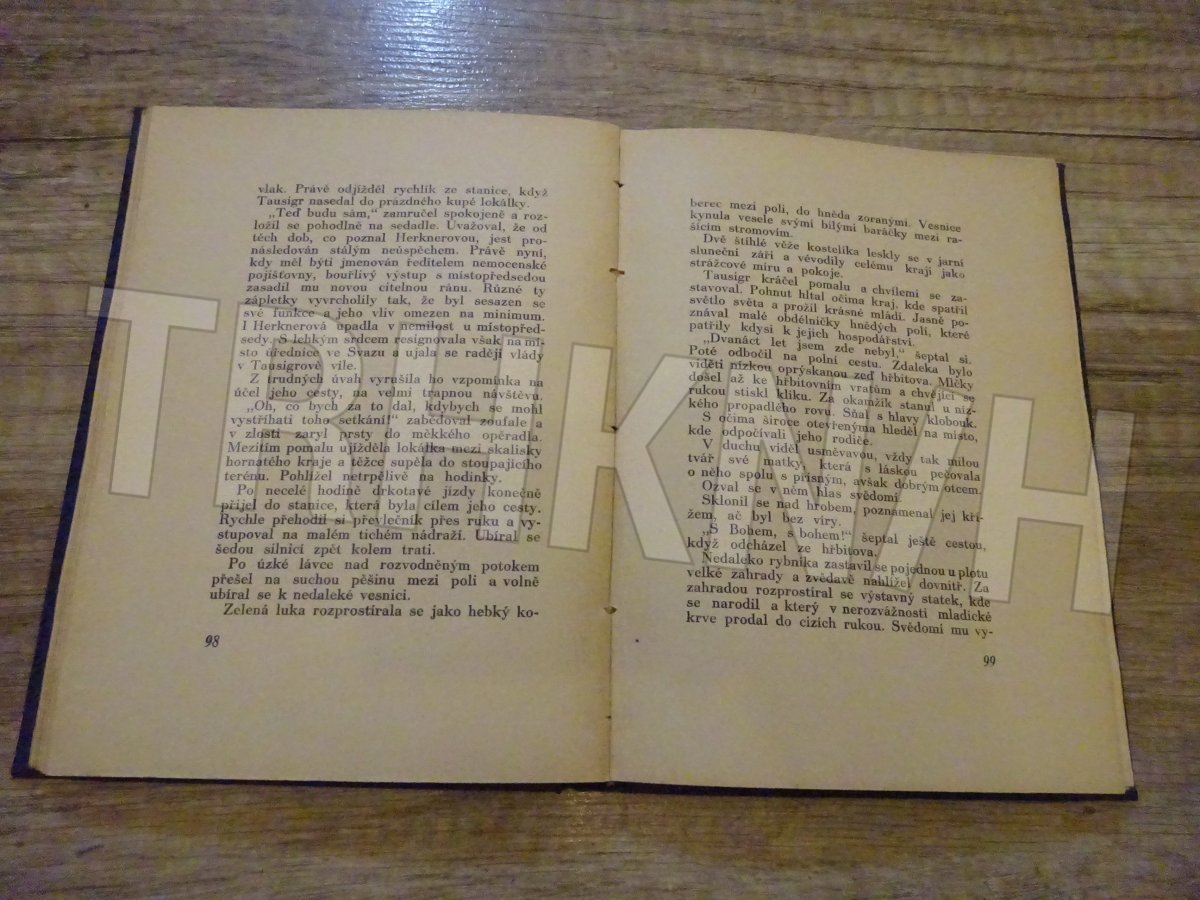 vlak. Právě odjížděl rychlík ze stanice, když
Tausigr nasedal do prázdného kupé lokálky.
„Teď budu sám,“ zamručel spokojeně a roz-
ložil se pohodlně na sedadle. Uvažoval, že od
těch dob, co poznal Herknerovou, jest pro-
následován stálým neúspěchem. Právě nyní,
kdy měl býti jmenován ředitelem nemocenské
pojišťovny, bouřlivý výstup s místopředsedou
zasadil mu novou citelnou ránu. Různé ty
zápletky vyvrcholily tak, že byl sesazen se
své funkce a jeho vliv omezen na minimum.
I Herknerová upadla v nemilost u místopřed-
sedy. S lehkým srdcem resignovala však na mí-
sto úřednice ve Svazu a ujala se raději vlády
v Tausigrově vile.
Z trudných úvah vyrušila ho vzpomínka na
účel jeho cesty, na velmi trapnou návštěvu.
„Oh, co bych za to dal, kdybych se mohl
vystříhati toho setkání!“ zabědoval zoufale a
v zlosti zaryl prsty do měkkého opěradla.
Mezitím pomalu ujížděla lokálka mezi skalisky
hornatého kraje a těžce supěla do stoupajícího
terénu. Pohlížel netrpělivě na hodinky.
Po necelé hodině drkotavé jízdy konečně
přijel do stanice, která byla cílem jeho cesty.
Rychle přehodil si převlečník přes ruku a vy-
stupoval na malém tichém nádraží. Ubíral se
šedou silnicí zpět kolem trati.
Po úzké lávce nad rozvodněným potokem
přešel na suchou pěšinu mezi poli a volně
ubíral se k nedaleké vesnici.
Zelená luka rozprostírala se jako hebký ko-
98
berec mezi poli, do hněda zoranými. Vesnice
kynula vesele svými bílými baráčky mezi ra-
šícím stromovím.
Dvě štíhlé věže kostelíka leskly se v jarní
sluneční záři a vévodily celému kraji jako
strážcové míru a pokoje.
Tausigr kráčel pomalu a chvílemi se za-
stavoval. Pohnut hltal očima kraj, kde spatřil
světlo světa a prožil krásné mládí. Jasně po-
znával malé obdélníčky hnědých polí, které
patřily kdysi k jejich hospodářství.
„Dvanáct let jsem zde nebyl,“ šeptal si.
Poté odbočil na polní cestu. Zdaleka bylo
viděti nízkou oprýskanou zeď hřbitova. Mlčky
došel až ke hřbitovním vratům a chvějící se
rukou stiskl kliku. Za okamžik stanul u níz-
kého propadlého rovu. Sňal s hlavy klobouk.
S očima široce otevřenýma hleděl na místo,
kde odpočívali jeho rodiče.
V duchu viděl usměvavou, vždy tak milou
tvář své matky, která s láskou pečovala
o něho spolu s přísným, avšak dobrým otcem.
Ozval se v něm hlas svědomí.
Sklonil se nad hrobem, poznamenal jej kří-
žem, ač byl bez víry.
„S Bohem, s bohem!“ šeptal ještě cestou,
když odcházel ze hřbitova.
Nedaleko rybníka zastavil se pojednou u plotu
velké zahrady a zvědavě nahlížel dovnitř. Za
zahradou rozprostíral se výstavný statek, kde
se narodil a který v nerozvážnosti mladické
krve prodal do cizích rukou. Svědomí mu vy-
99